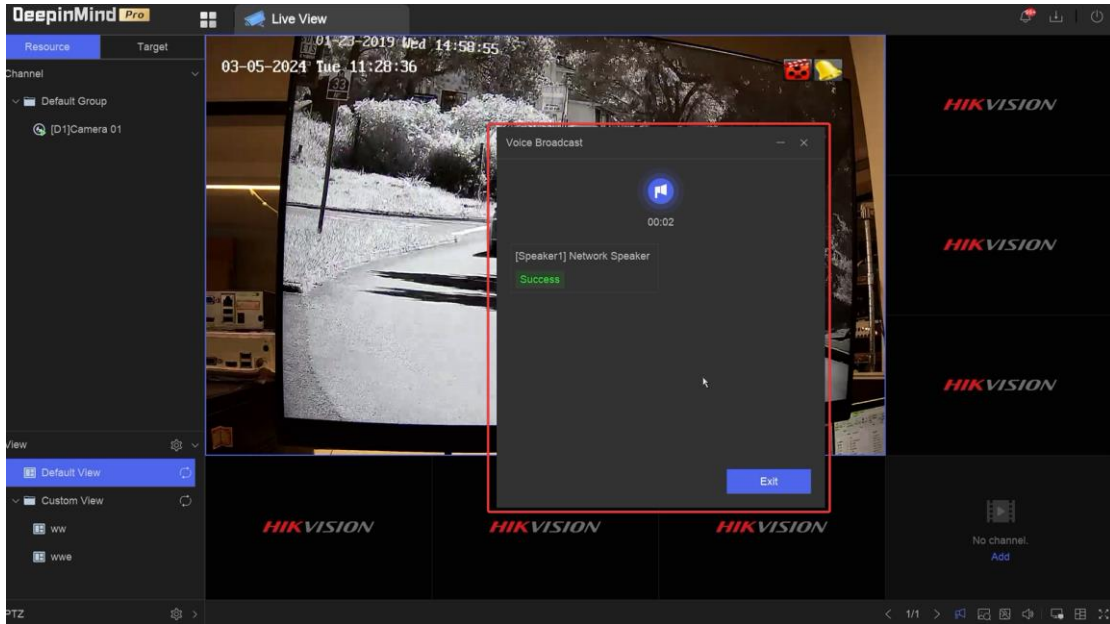 DeepinMind Pro
Live View
Resource
Target
Channel
Default Group
[D1]Camera 01
01-23-2019 Wed 14:58:55
03-05-2024 Tue 11:28:36
33
HIKVISION
Voice Broadcast
00:02
[Speaker1] Network Speaker
Success
HIKVISION
HIKVISION
Exit
View
Default View
Custom View
ww
wwe
HIKVISION
HIKVISION
HIKVISION
No channel.
Add
PTZ
1/1